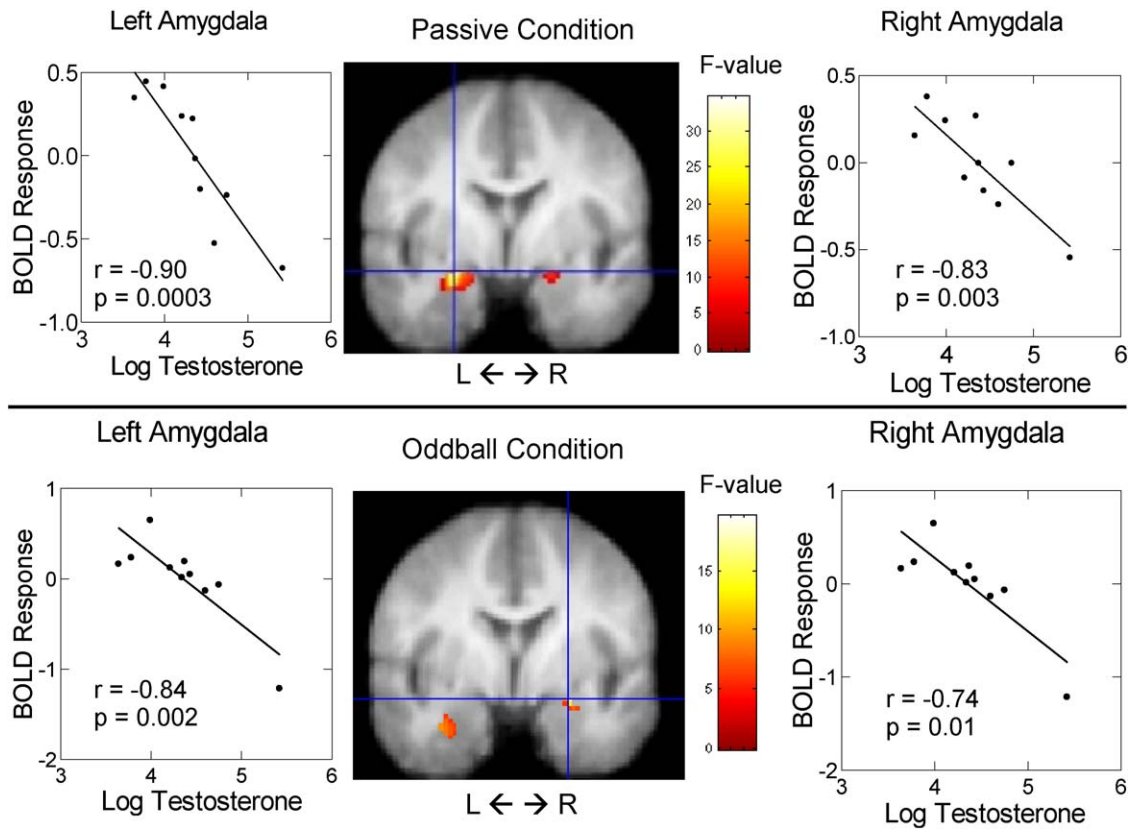 Left Amygdala
Passive Condition
Right Amygdala
F-value
BOLD Response
0.5
0.0
-0.5
-1.0
r = -0.90
p = 0.0003
3 4 5 6
Log Testosterone
30
25
20
15
10
5
0
L ← → R
BOLD Response
0.5
0.0
-0.5
-1.0
r = -0.83
p = 0.003
3 4 5 6
Log Testosterone
Left Amygdala
Oddball Condition
Right Amygdala
F-value
BOLD Response
1
0
-1
-2
r = -0.84
p = 0.002
3 4 5 6
Log Testosterone
15
10
5
0
L ← → R
BOLD Response
1
0
-1
-2
r = -0.74
p = 0.01
3 4 5 6
Log Testosterone